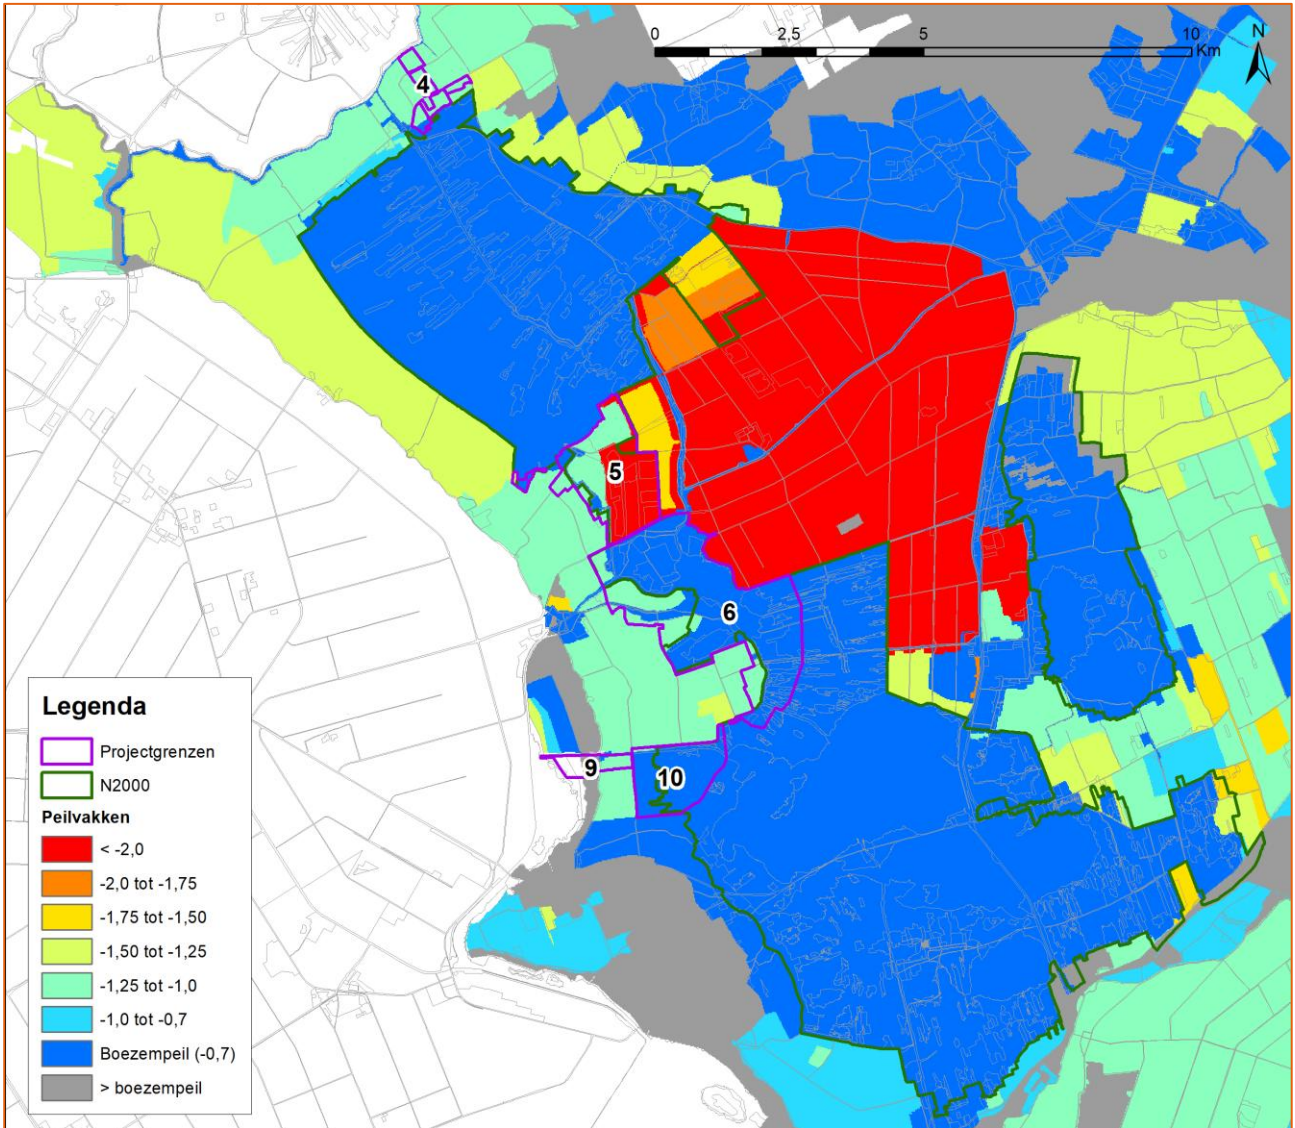 0 2,5 5 10
Km
N
4
5
6
9
10
Legenda
Projectgrenzen
N2000
Peilvakken
< -2,0
-2,0 tot -1,75
-1,75 tot -1,50
-1,50 tot -1,25
-1,25 tot -1,0
-1,0 tot -0,7
Boezempeil (-0,7)
> boezempeil